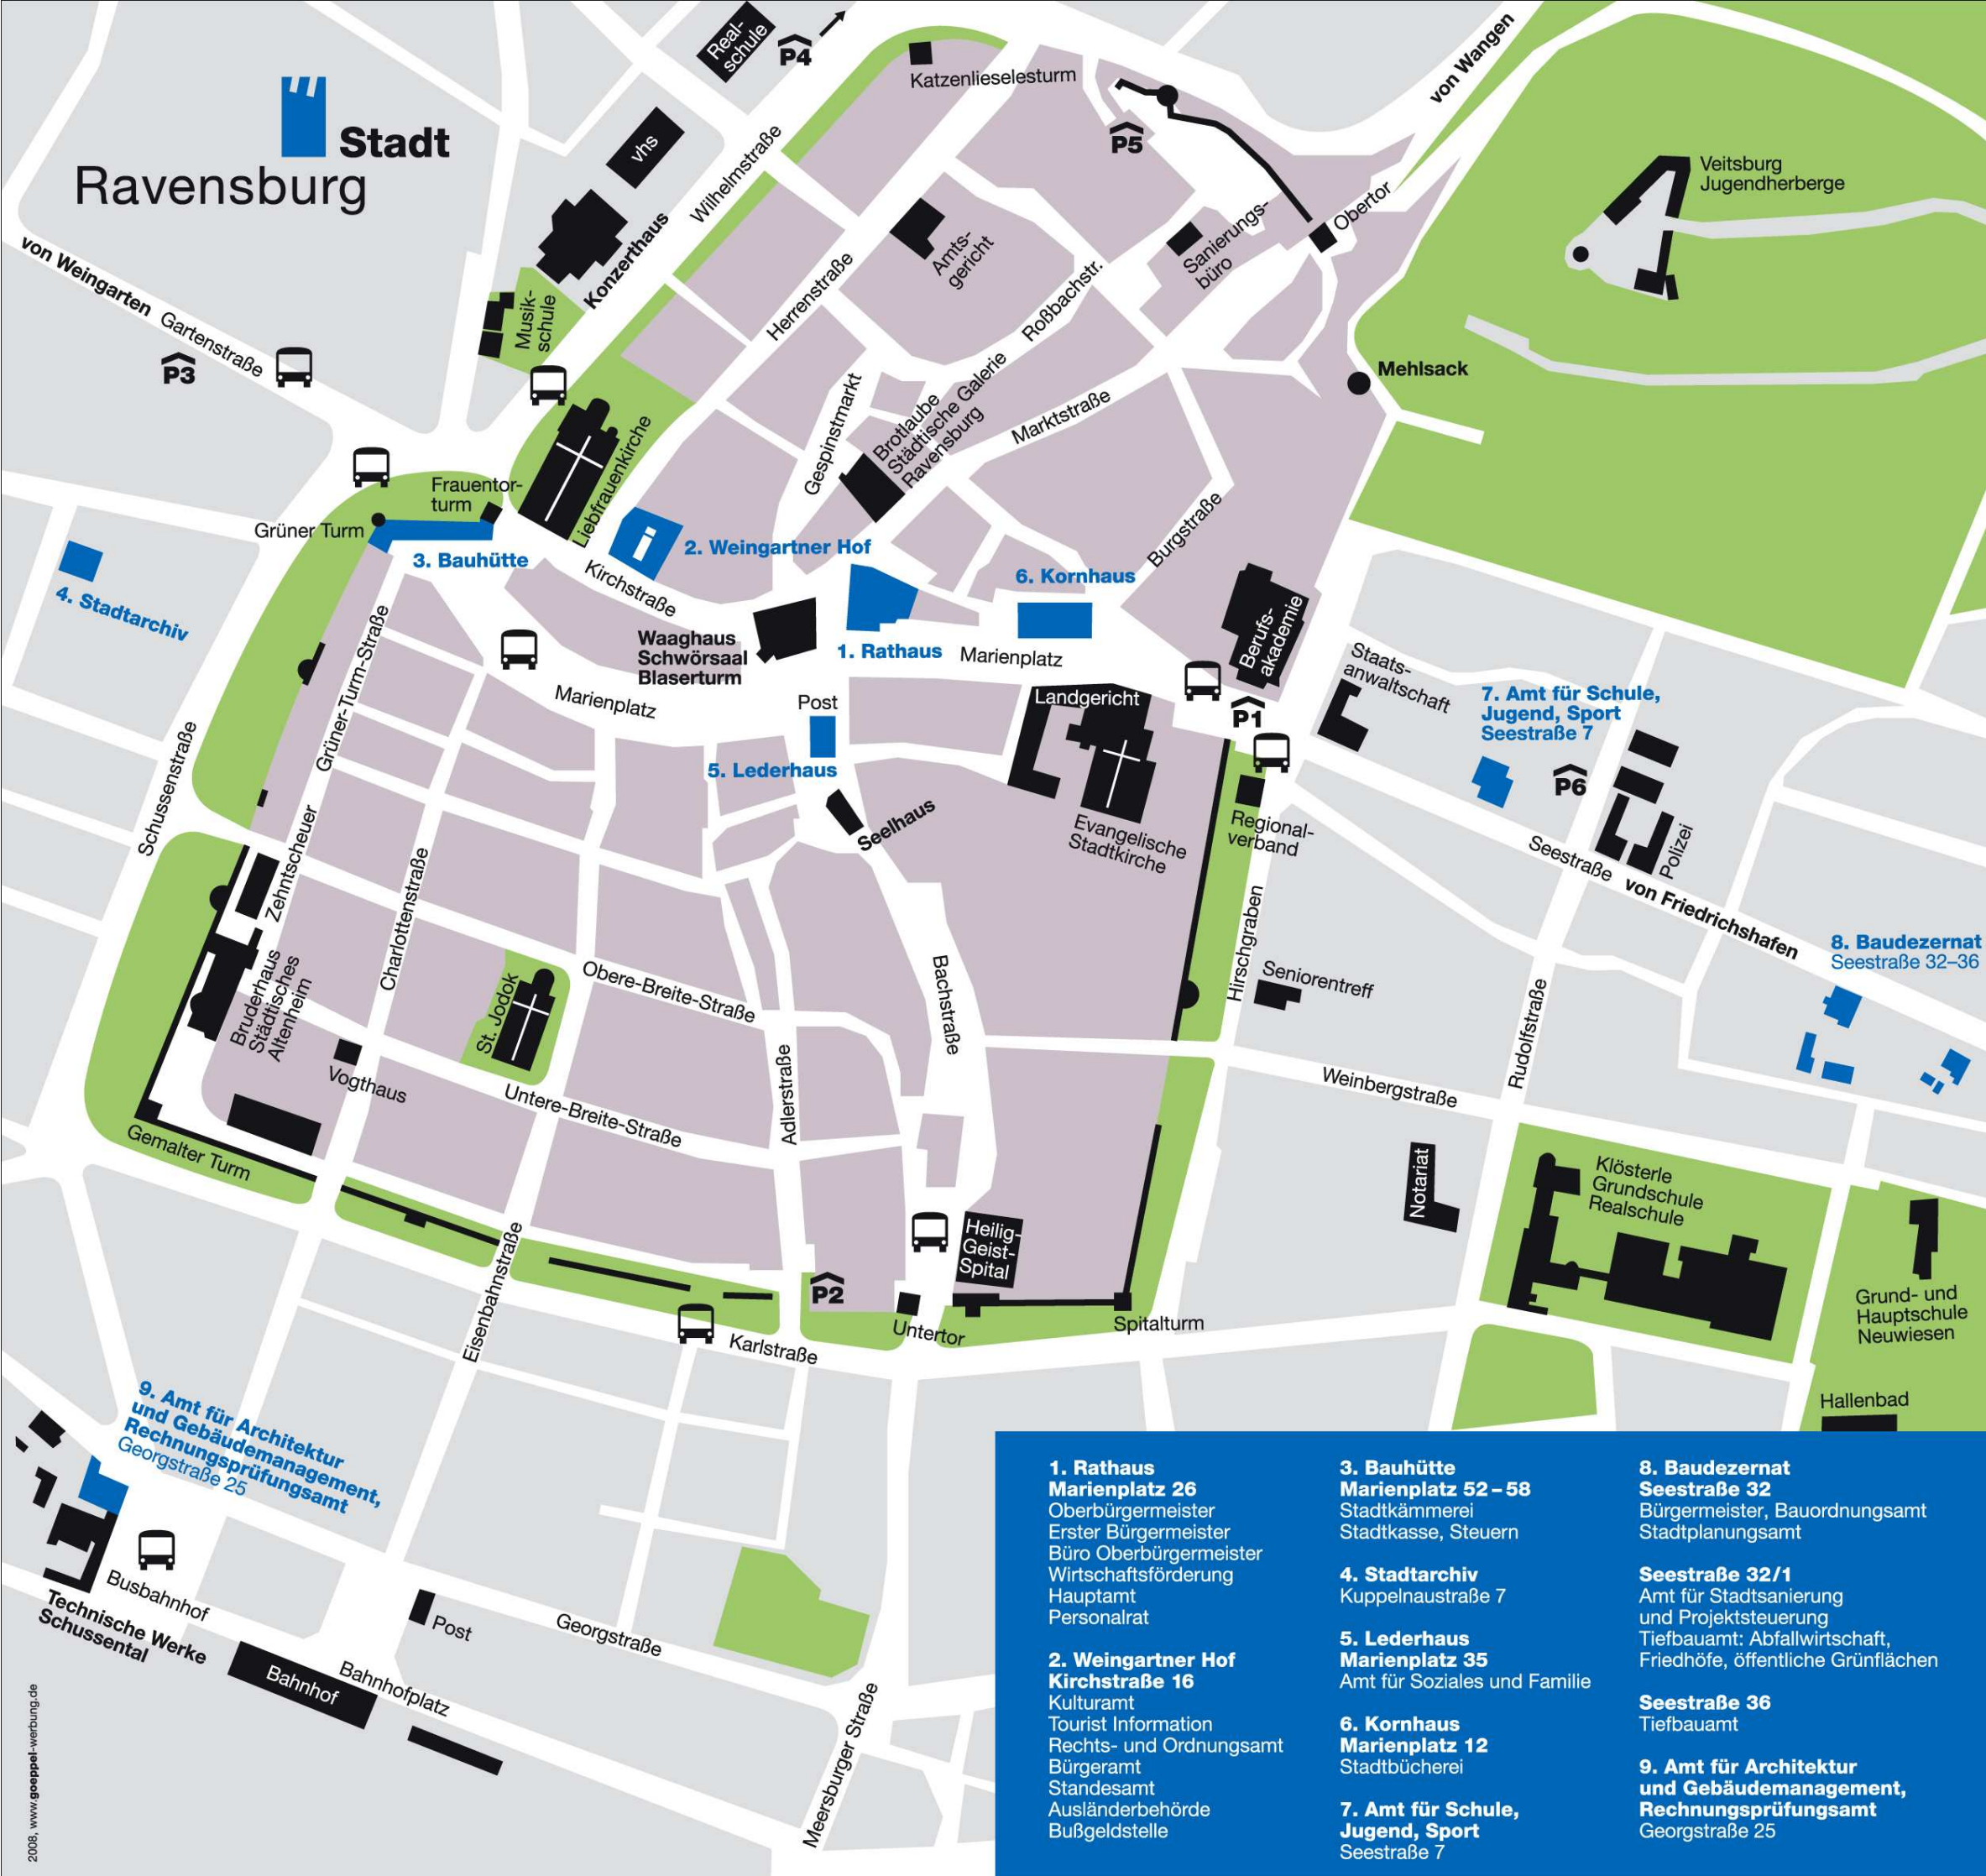 Stadt
Ravensburg
Real-
schule
P4
Katzenlieselesturm
von Wangen
P5
vhs
Wilhelmstraße
Veitsburg
Jugendherberge
Obertor
Sanierungs-
büro
Amts-
gericht
Konzerthaus
Musik-
schule
Herrenstraße
Roßbachstr.
von Weingarten
Gartenstraße
P3
Mehlsack
Gespinstmarkt
Brotlaube
Städtische Galerie
Ravensburg
Marktstraße
Liebfrauenkirche
Frauentor-
turm
Grüner Turm
3. Bauhütte
i
2. Weingartner Hof
Kirchstraße
Burgstraße
6. Kornhaus
4. Stadtarchiv
Waaghaus
Schwörsaal
Blaserturm
1. Rathaus
Marienplatz
Berufs-
akademie
Staats-
anwaltschaft
Grüner-Turm-Straße
Marienplatz
Post
Landgericht
P1
7. Amt für Schule,
Jugend, Sport
Seestraße 7
P6
5. Lederhaus
Schussenstraße
Seelhaus
Evangelische
Stadtkirche
Regional-
verband
Seestraße
Polizei
von Friedrichshafen
Zehntscheuer
Charlottenstraße
Hirschgraben
8. Baudezernat
Seestraße 32–36
Bruderhaus
Städtisches
Altenheim
St. Jodok
Obere-Breite-Straße
Bachstraße
Seniorentreff
Rudolfstraße
Vogthaus
Untere-Breite-Straße
Adlerstraße
Weinbergstraße
Gemalter Turm
Notariat
Klösterle
Grundschule
Realschule
Heilig-
Geist-
Spital
Eisenbahnstraße
P2
Untertor
Spitalturm
Karlstraße
Grund- und
Hauptschule
Neuwiesen
Hallenbad
9. Amt für Architektur
und Gebäudemanagement,
Rechnungsprüfungsamt
Georgstraße 25
Busbahnhof
Technische Werke
Schussental
Post
Georgstraße
Bahnhof
Bahnhofplatz
Meersburger Straße
2008, www.goeppel-werbung.de
1. Rathaus
Marienplatz 26
Oberbürgermeister
Erster Bürgermeister
Büro Oberbürgermeister
Wirtschaftsförderung
Hauptamt
Personalrat
2. Weingartner Hof
Kirchstraße 16
Kulturamt
Tourist Information
Rechts- und Ordnungsamt
Bürgeramt
Standesamt
Ausländerbehörde
Bußgeldstelle
3. Bauhütte
Marienplatz 52–58
Stadtkämmerei
Stadtkasse, Steuern
4. Stadtarchiv
Kuppelnaustraße 7
5. Lederhaus
Marienplatz 35
Amt für Soziales und Familie
6. Kornhaus
Marienplatz 12
Stadtbücherei
7. Amt für Schule,
Jugend, Sport
Seestraße 7
8. Baudezernat
Seestraße 32
Bürgermeister, Bauordnungsamt
Stadtplanungsamt
Seestraße 32/1
Amt für Stadtsanierung
und Projektsteuerung
Tiefbauamt: Abfallwirtschaft,
Friedhöfe, öffentliche Grünflächen
Seestraße 36
Tiefbauamt
9. Amt für Architektur
und Gebäudemanagement,
Rechnungsprüfungsamt
Georgstraße 25